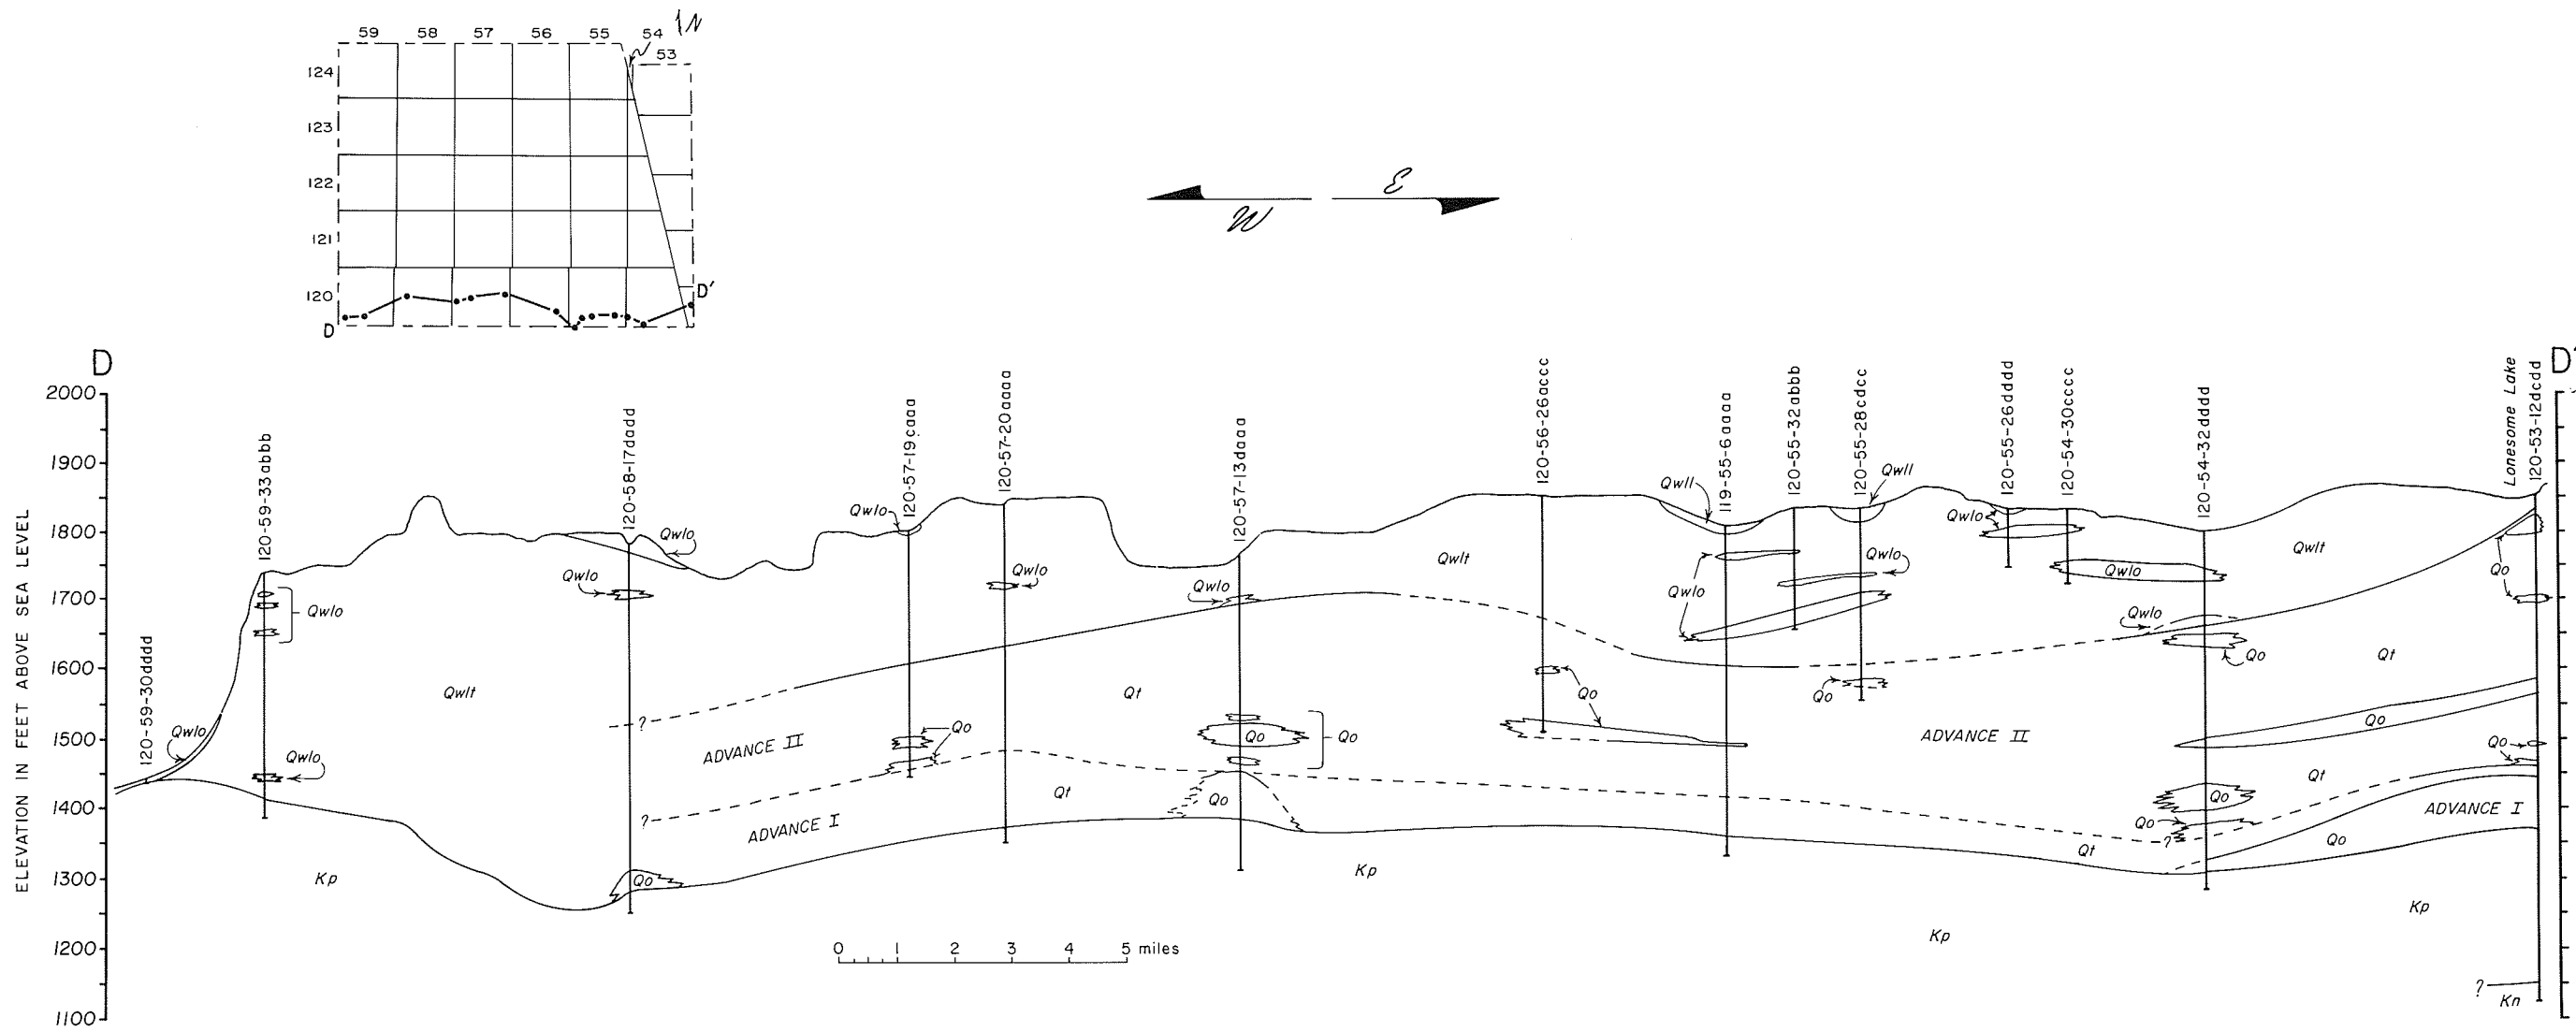 N
59 58 57 56 55 54
53
124
123
122
121
120
D D'
W E
D D'
ELEVATION IN FEET ABOVE SEA LEVEL
2000
1900
1800
1700
1600
1500
1400
1300
1200
1100
120-59-30dddd
120-59-33abbb
120-58-17dadd
120-57-19caaa
120-57-20aaaa
120-57-13daaa
120-56-26accc
119-55-6aaaa
120-55-32abbb
120-55-28cdcc
120-55-26dddd
120-54-30cccc
120-54-32dddd
Lonesome Lake
120-53-12dcdd
Qwll Qwll
Qwlo Qwlo Qwlo
Qwlo Qwlt Qwlt
Qwlo Qwlo Qwlo Qwlo Qwlo Qwlo Qo
Qwlo Qwlo
Qwlt Qt Qo Qo Qo Qt
Qwlo Qo Qo Qo Qo Qo
ADVANCE II ADVANCE II
Qwlo Qt Qo Qo Qt
ADVANCE I Qo Qt Qo ADVANCE I
Kp Qo Kp Kp
Kp
0 1 2 3 4 5 miles
? ? ? ?
Kn